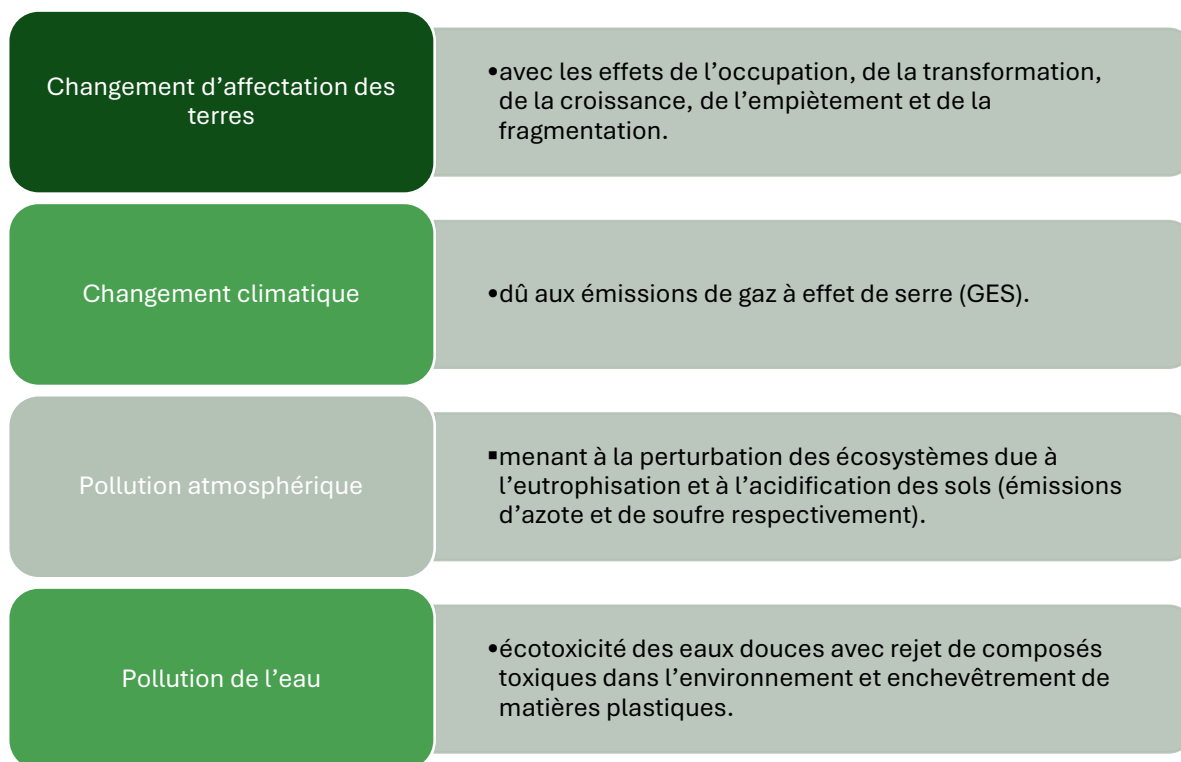 Changement d’affectation des
terres
•avec les effets de l’occupation, de la transformation,
de la croissance, de l’empiètement et de la
fragmentation.
Changement climatique
•dû aux émissions de gaz à effet de serre (GES).
Pollution atmosphérique
▪menant à la perturbation des écosystèmes due à
l’eutrophisation et à l’acidification des sols (émissions
d’azote et de soufre respectivement).
Pollution de l’eau
•écotoxicité des eaux douces avec rejet de composés
toxiques dans l’environnement et enchevêtrement de
matières plastiques.